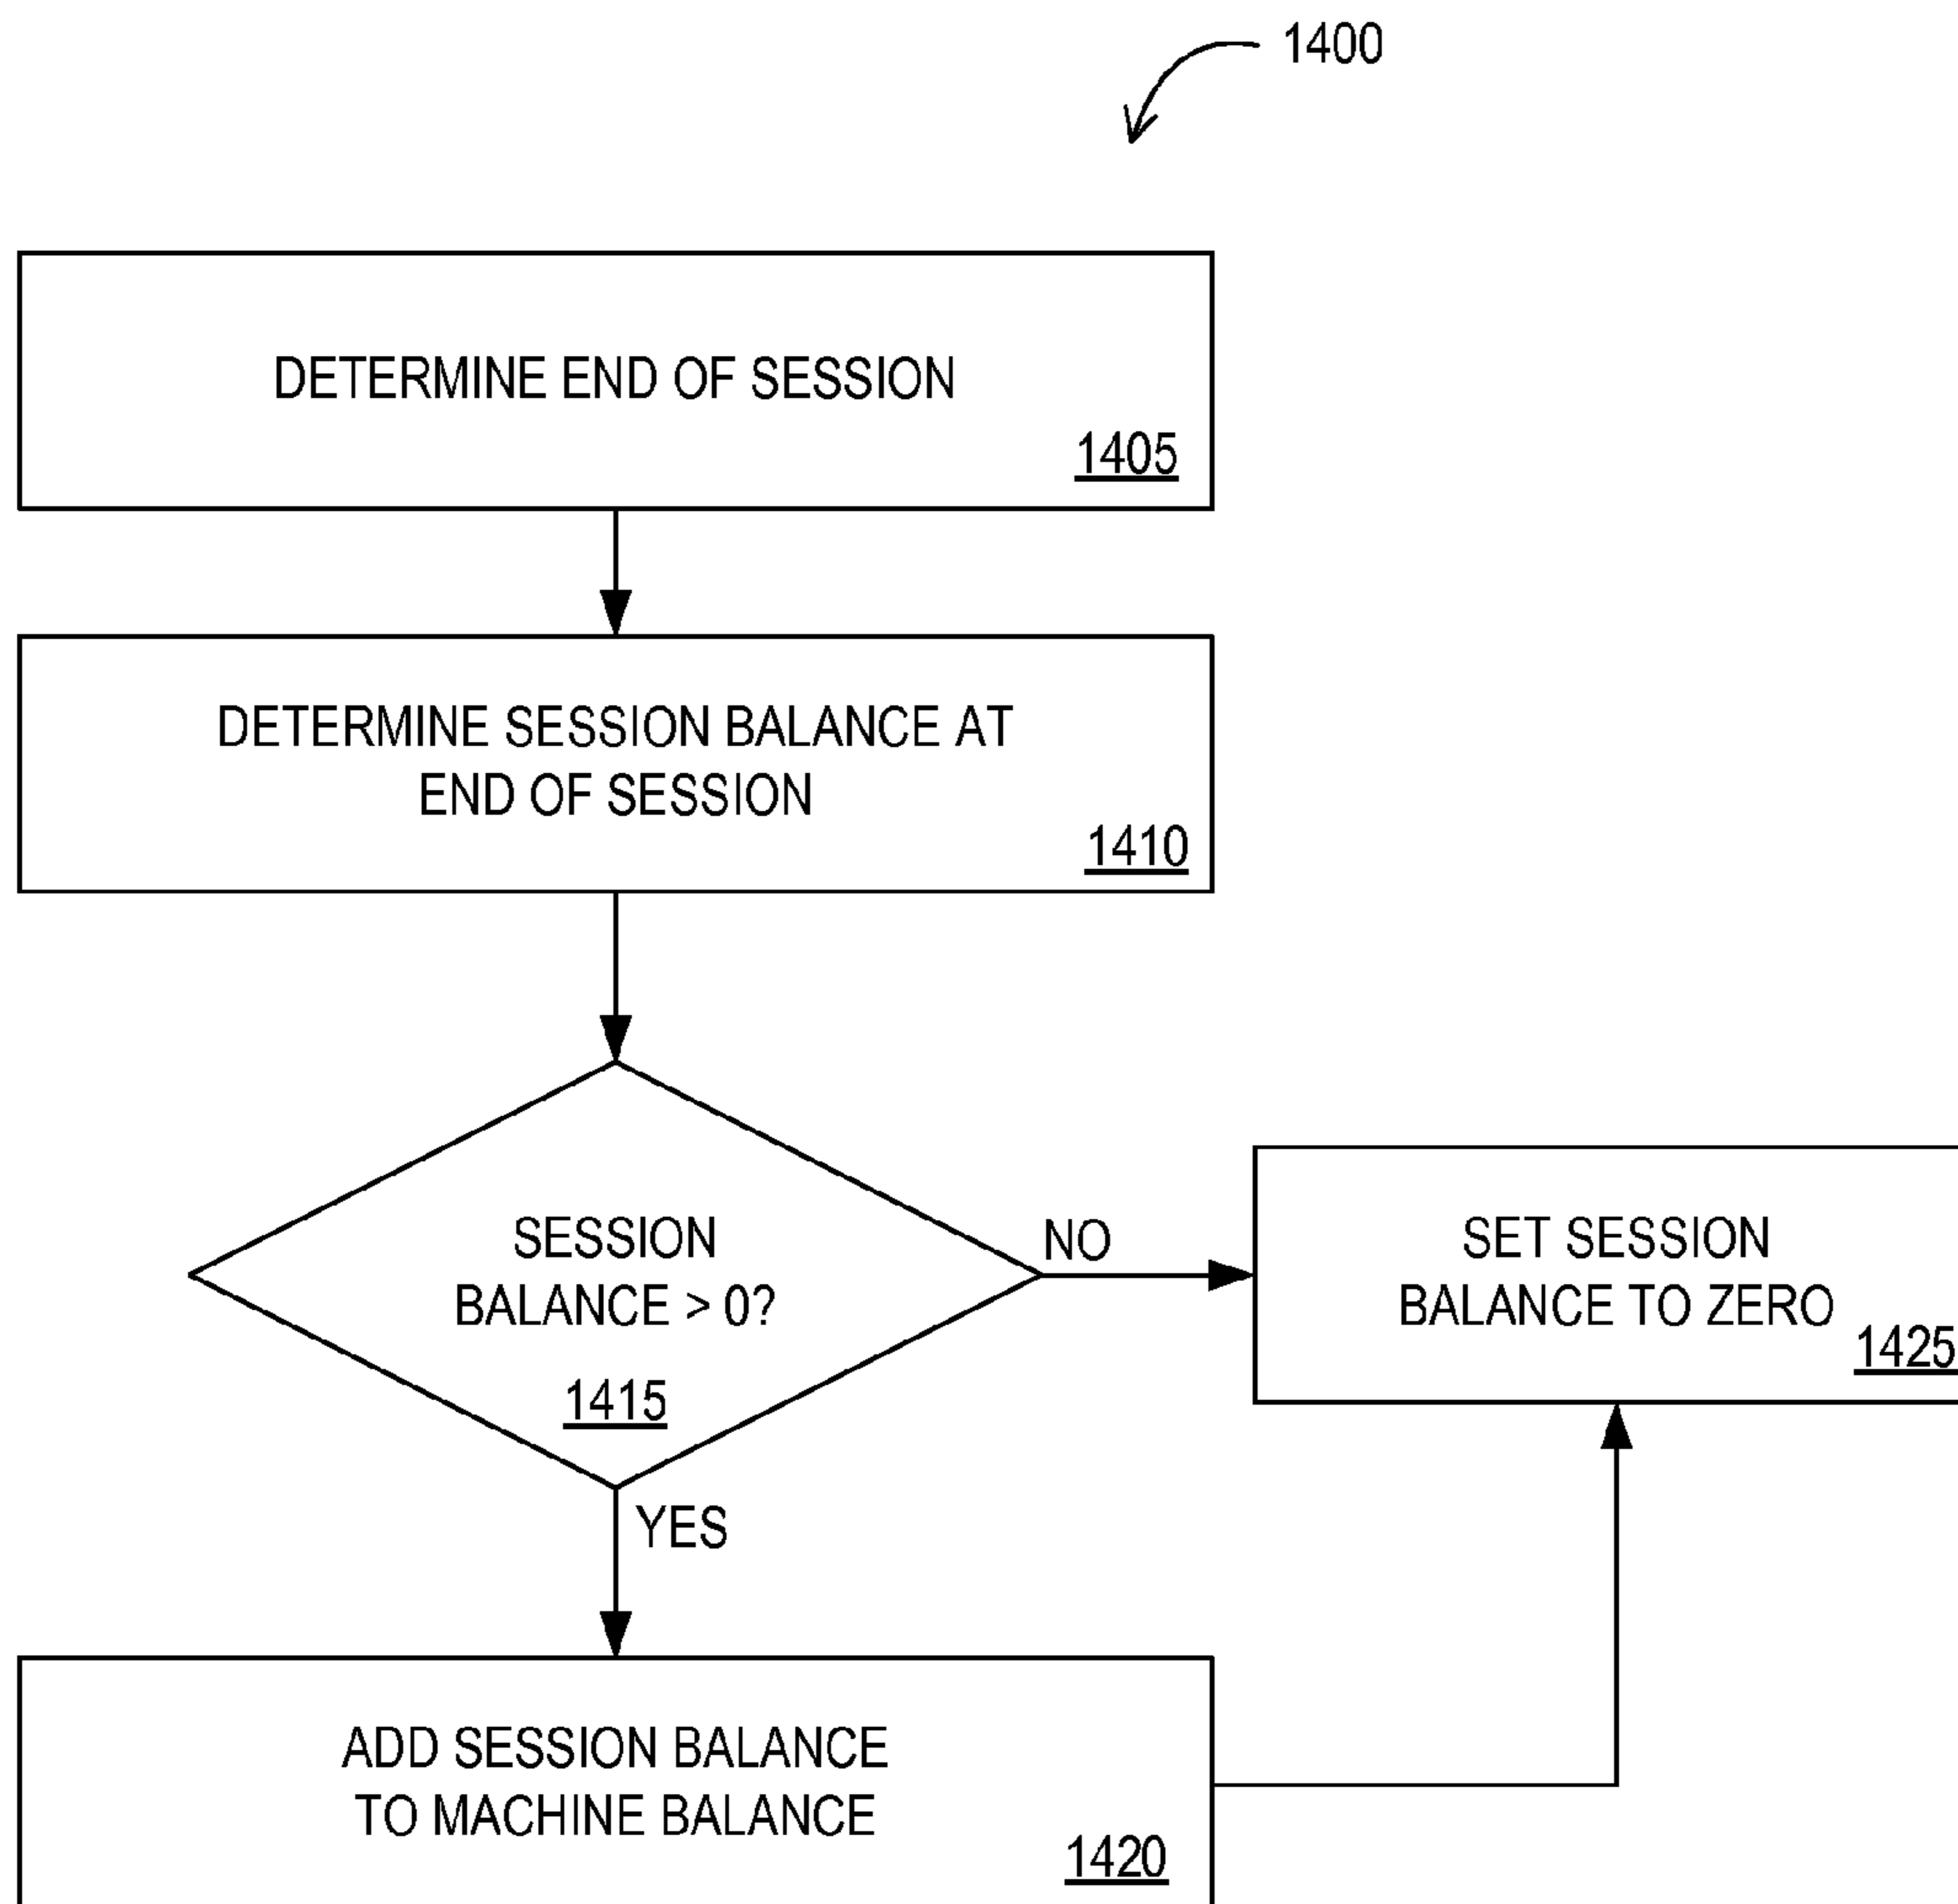 1400
DETERMINE END OF SESSION
1405
DETERMINE SESSION BALANCE AT
END OF SESSION
1410
SESSION
BALANCE > 0?
1415
NO
SET SESSION
BALANCE TO ZERO
1425
YES
ADD SESSION BALANCE
TO MACHINE BALANCE
1420